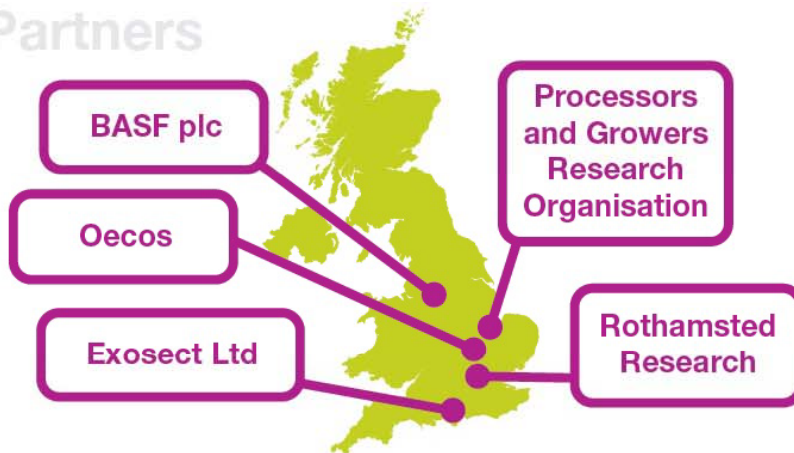 Partners
BASF plc
Oecos
Exosect Ltd
Processors
and Growers
Research
Organisation
Rothamsted
Research